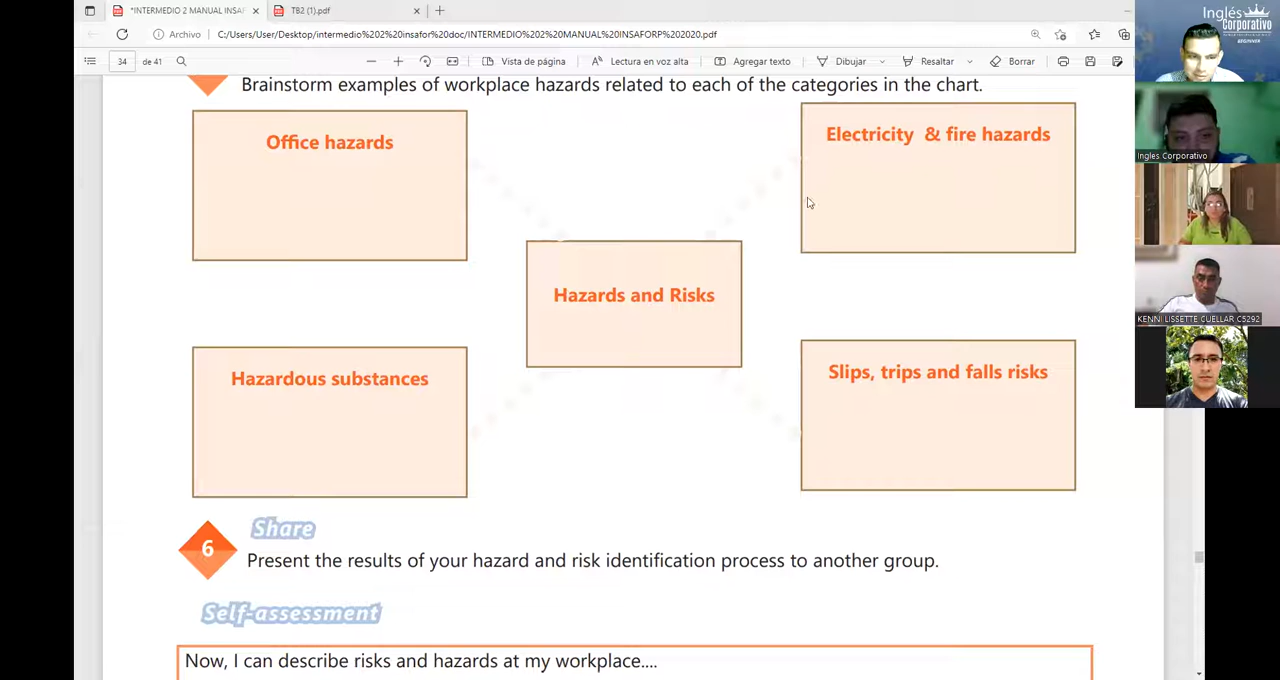 *INTERMEDIO 2 MANUAL INSAF
TB2 (1).pdf
Archivo
C:/Users/User/Desktop/intermedio%202%20insafor%20doc/INTERMEDIO%202%20MANUAL%20INSAFORP%202020.pdf
34
de 41
Vista de página
Lectura en voz alta
Agregar texto
Dibujar
Resaltar
Borrar
Brainstorm examples of workplace hazards related to each of the categories in the chart.
Office hazards
Electricity & fire hazards
Hazards and Risks
Hazardous substances
Slips, trips and falls risks
6
Share
Present the results of your hazard and risk identification process to another group.
Self-assessment
Now, I can describe risks and hazards at my workplace....
Inglés
Corporativo
BEGINNER
Ingles Corporativo
KENNI LISSETTE CUELLAR C5292